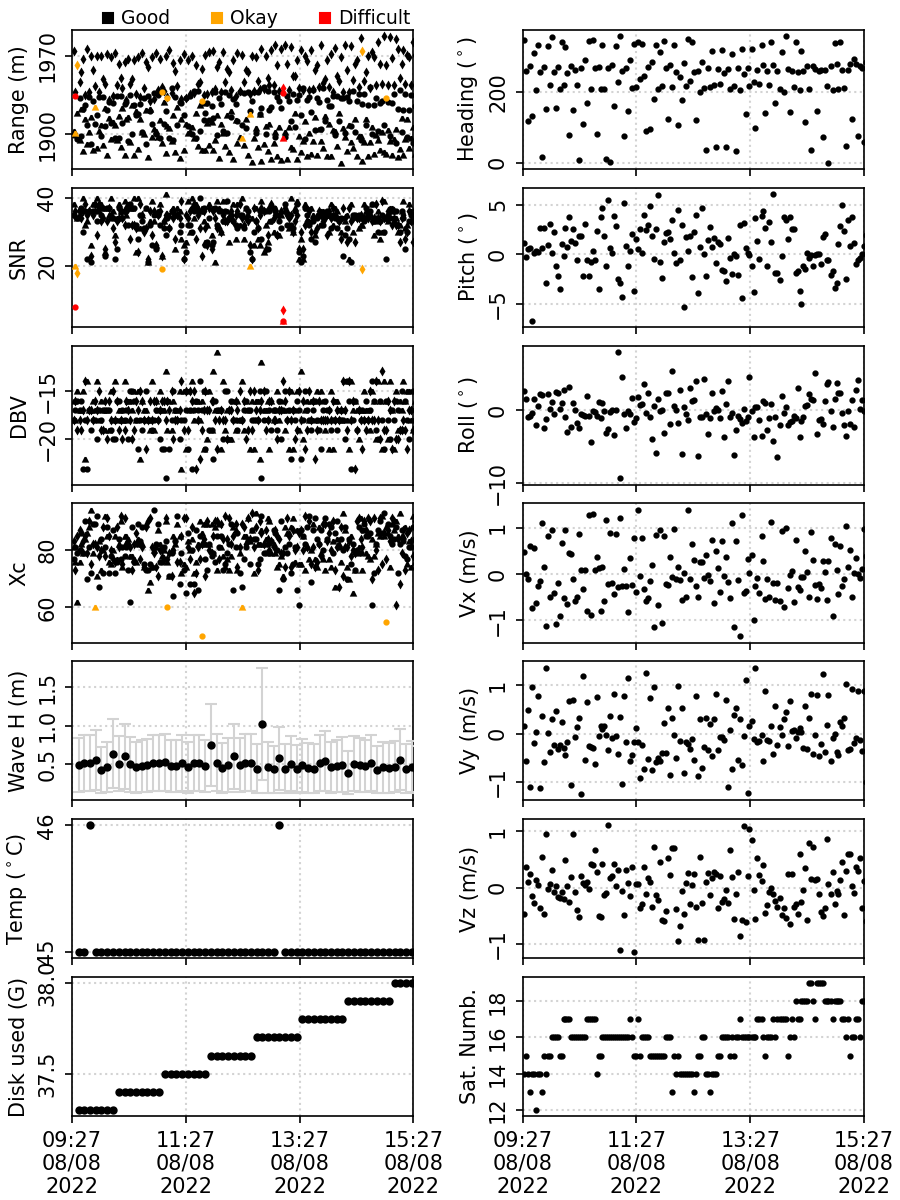 Good Okay Difficult
Range (m)
1970
1900
Heading (°)
200
0
SNR
40
20
Pitch (°)
5
0
−5
DBV
−15
−20
Roll (°)
0
−10
Xc
80
60
Vx (m/s)
1
0
−1
Wave H (m)
1.5
1.0
0.5
Vy (m/s)
1
0
−1
Temp (°C)
46
45
Vz (m/s)
1
0
−1
Disk used (G)
38.0
37.5
Sat. Numb.
18
16
14
12
09:27 11:27 13:27 15:27 09:27 11:27 13:27 15:27
08/08 08/08 08/08 08/08 08/08 08/08 08/08 08/08
2022 2022 2022 2022 2022 2022 2022 2022